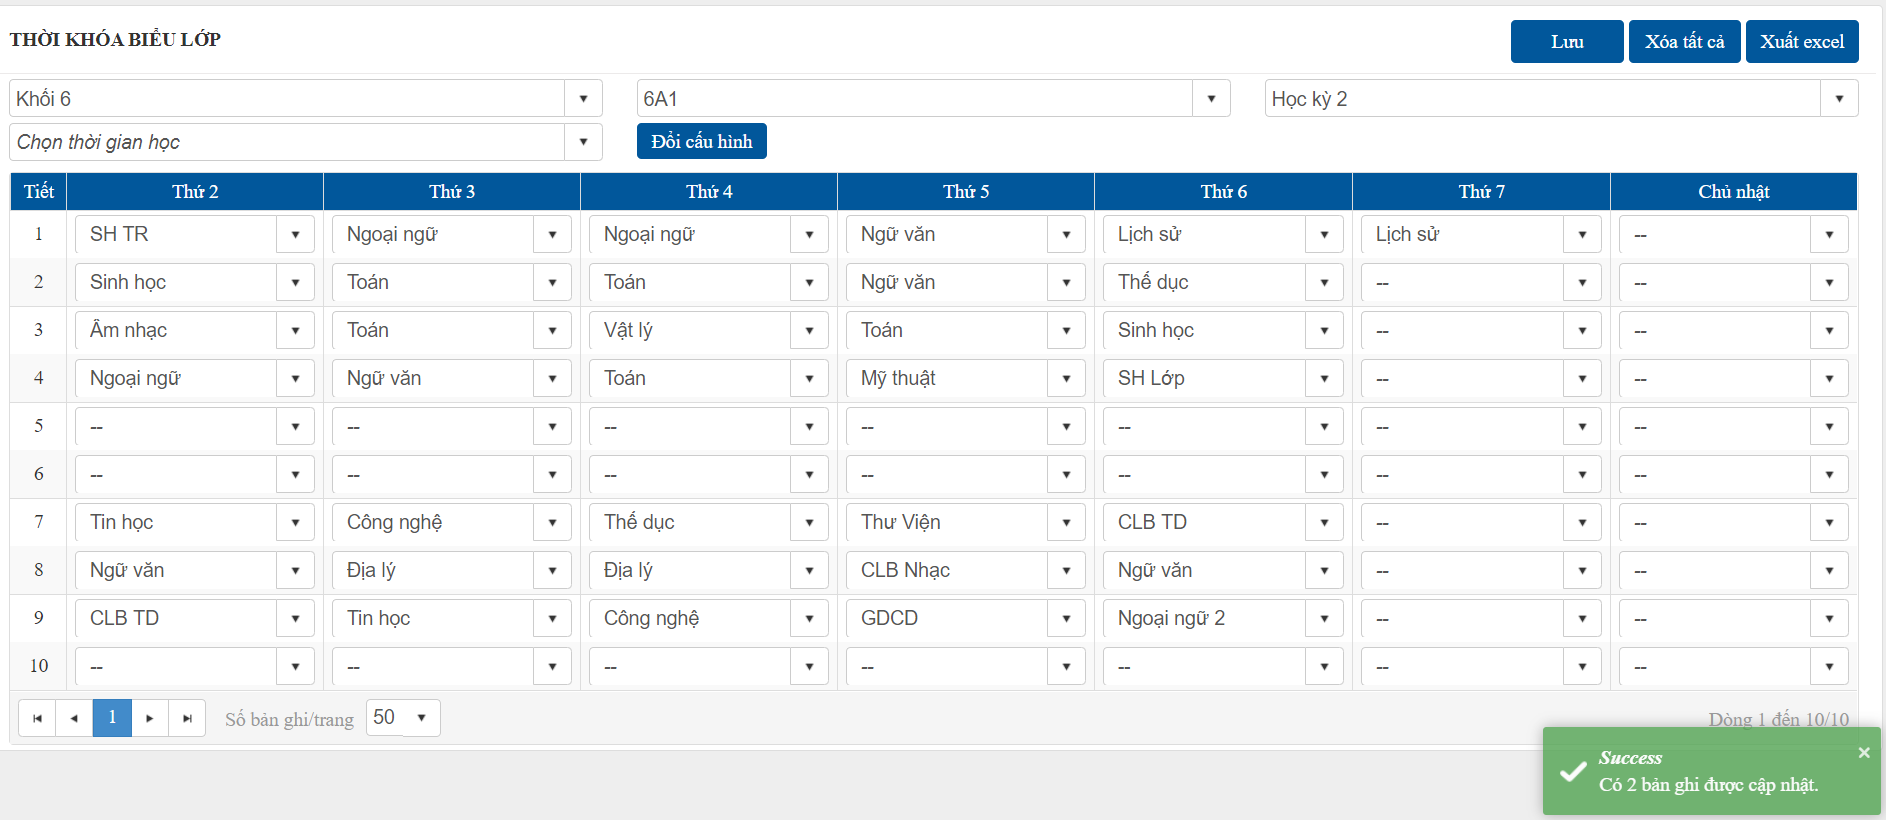 THỜI KHÓA BIỂU LỚP
Lưu Xóa tất cả Xuất excel
Khối 6 6A1 Học kỳ 2
Chọn thời gian học Đổi cấu hình
Tiết Thứ 2 Thứ 3 Thứ 4 Thứ 5 Thứ 6 Thứ 7 Chủ nhật
1 SH TR Ngoại ngữ Ngoại ngữ Ngữ văn Lịch sử Lịch sử --
2 Sinh học Toán Toán Ngữ văn Thể dục -- --
3 Âm nhạc Toán Vật lý Toán Sinh học -- --
4 Ngoại ngữ Ngữ văn Toán Mỹ thuật SH Lớp -- --
5 -- -- -- -- -- -- --
6 -- -- -- -- -- -- --
7 Tin học Công nghệ Thể dục Thư Viện CLB TD -- --
8 Ngữ văn Địa lý Địa lý CLB Nhạc Ngữ văn -- --
9 CLB TD Tin học Công nghệ GDCD Ngoại ngữ 2 -- --
10 -- -- -- -- -- -- --
1 Số bản ghi/trang 50 Dòng 1 đến 10/10
Success
Có 2 bản ghi được cập nhật.